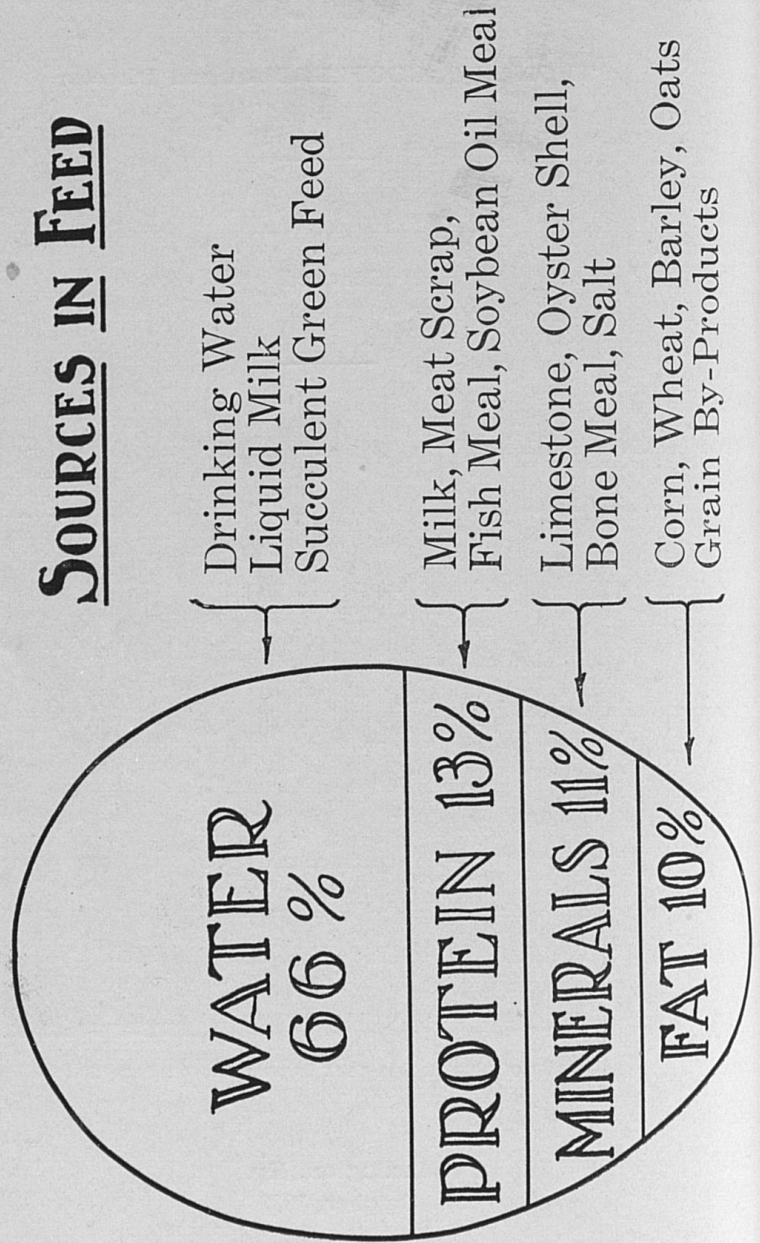 SOURCES IN FEED
WATER
66%
Drinking Water
Liquid Milk
Succulent Green Feed
PROTEIN 13%
Milk, Meat Scrap,
Fish Meal, Soybean Oil Meal
MINERALS 11%
Limestone, Oyster Shell,
Bone Meal, Salt
FAT 10%
Corn, Wheat, Barley, Oats
Grain By-Products